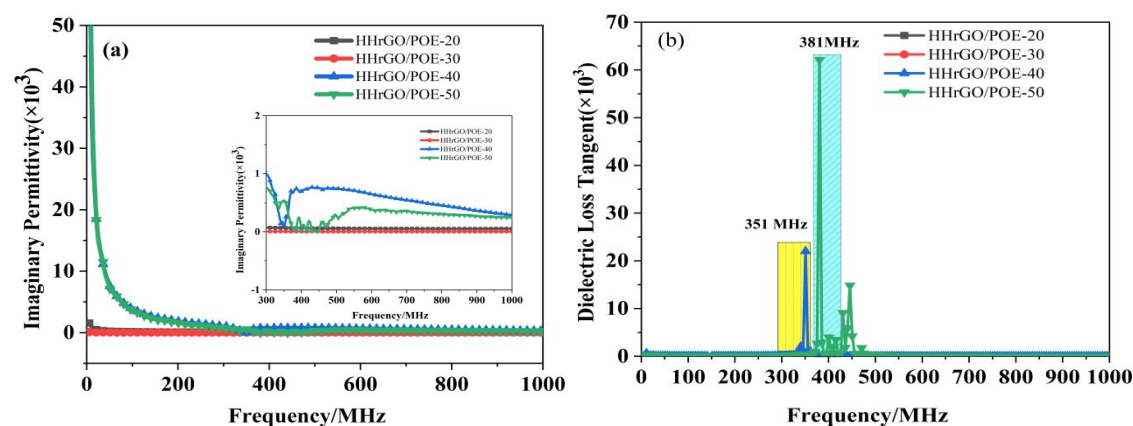 (a)
HHrGO/POE-20
HHrGO/POE-30
HHrGO/POE-40
HHrGO/POE-50
Imaginary Permittivity(×10³)
50
40
30
20
10
0
0 200 400 600 800 1000
Frequency/MHz
HHrGO/POE-20
HHrGO/POE-30
HHrGO/POE-40
HHrGO/POE-50
Imaginary Permittivity(×10³)
2
1
0
-1
300 400 500 600 700 800 900 1000
Frequency/MHz
(b)
381MHz
351 MHz
HHrGO/POE-20
HHrGO/POE-30
HHrGO/POE-40
HHrGO/POE-50
Dielectric Loss Tangent(×10³)
70
60
50
40
30
20
10
0
0 100 200 300 400 500 600 700 800 900 1000
Frequency/MHz